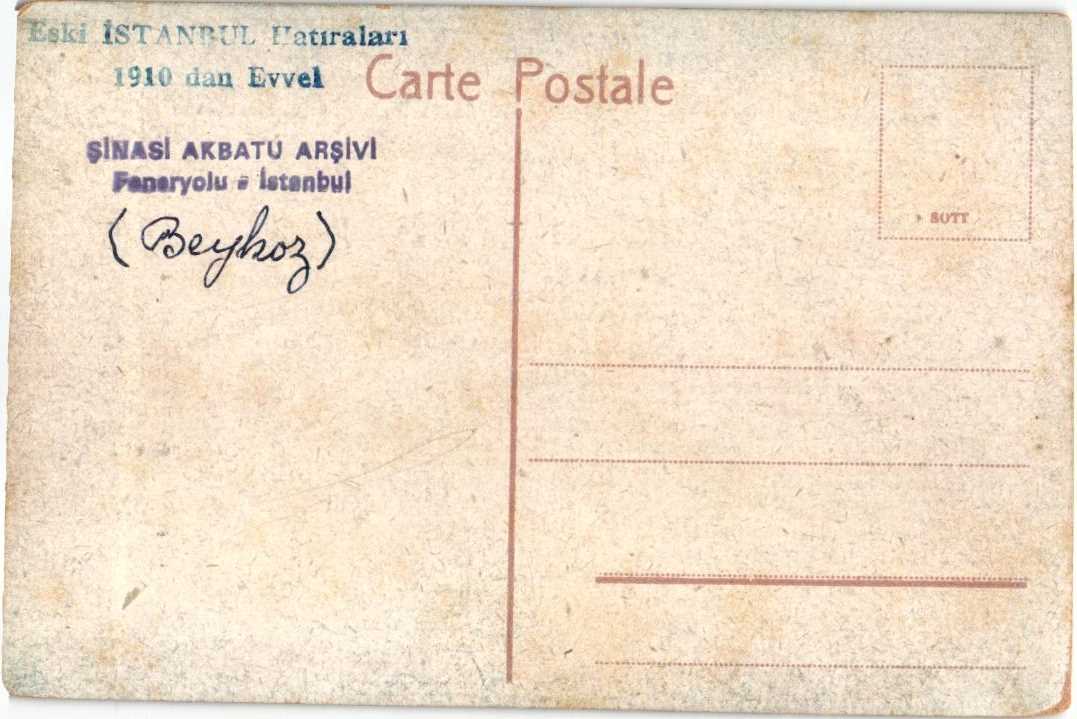 Eski İSTANBUL Hatıraları
1910 dan Evvel
Carte Postale
ŞİNASİ AKBATU ARŞİVİ
Feneryolu - İstanbul
(Beykoz)
SOTT